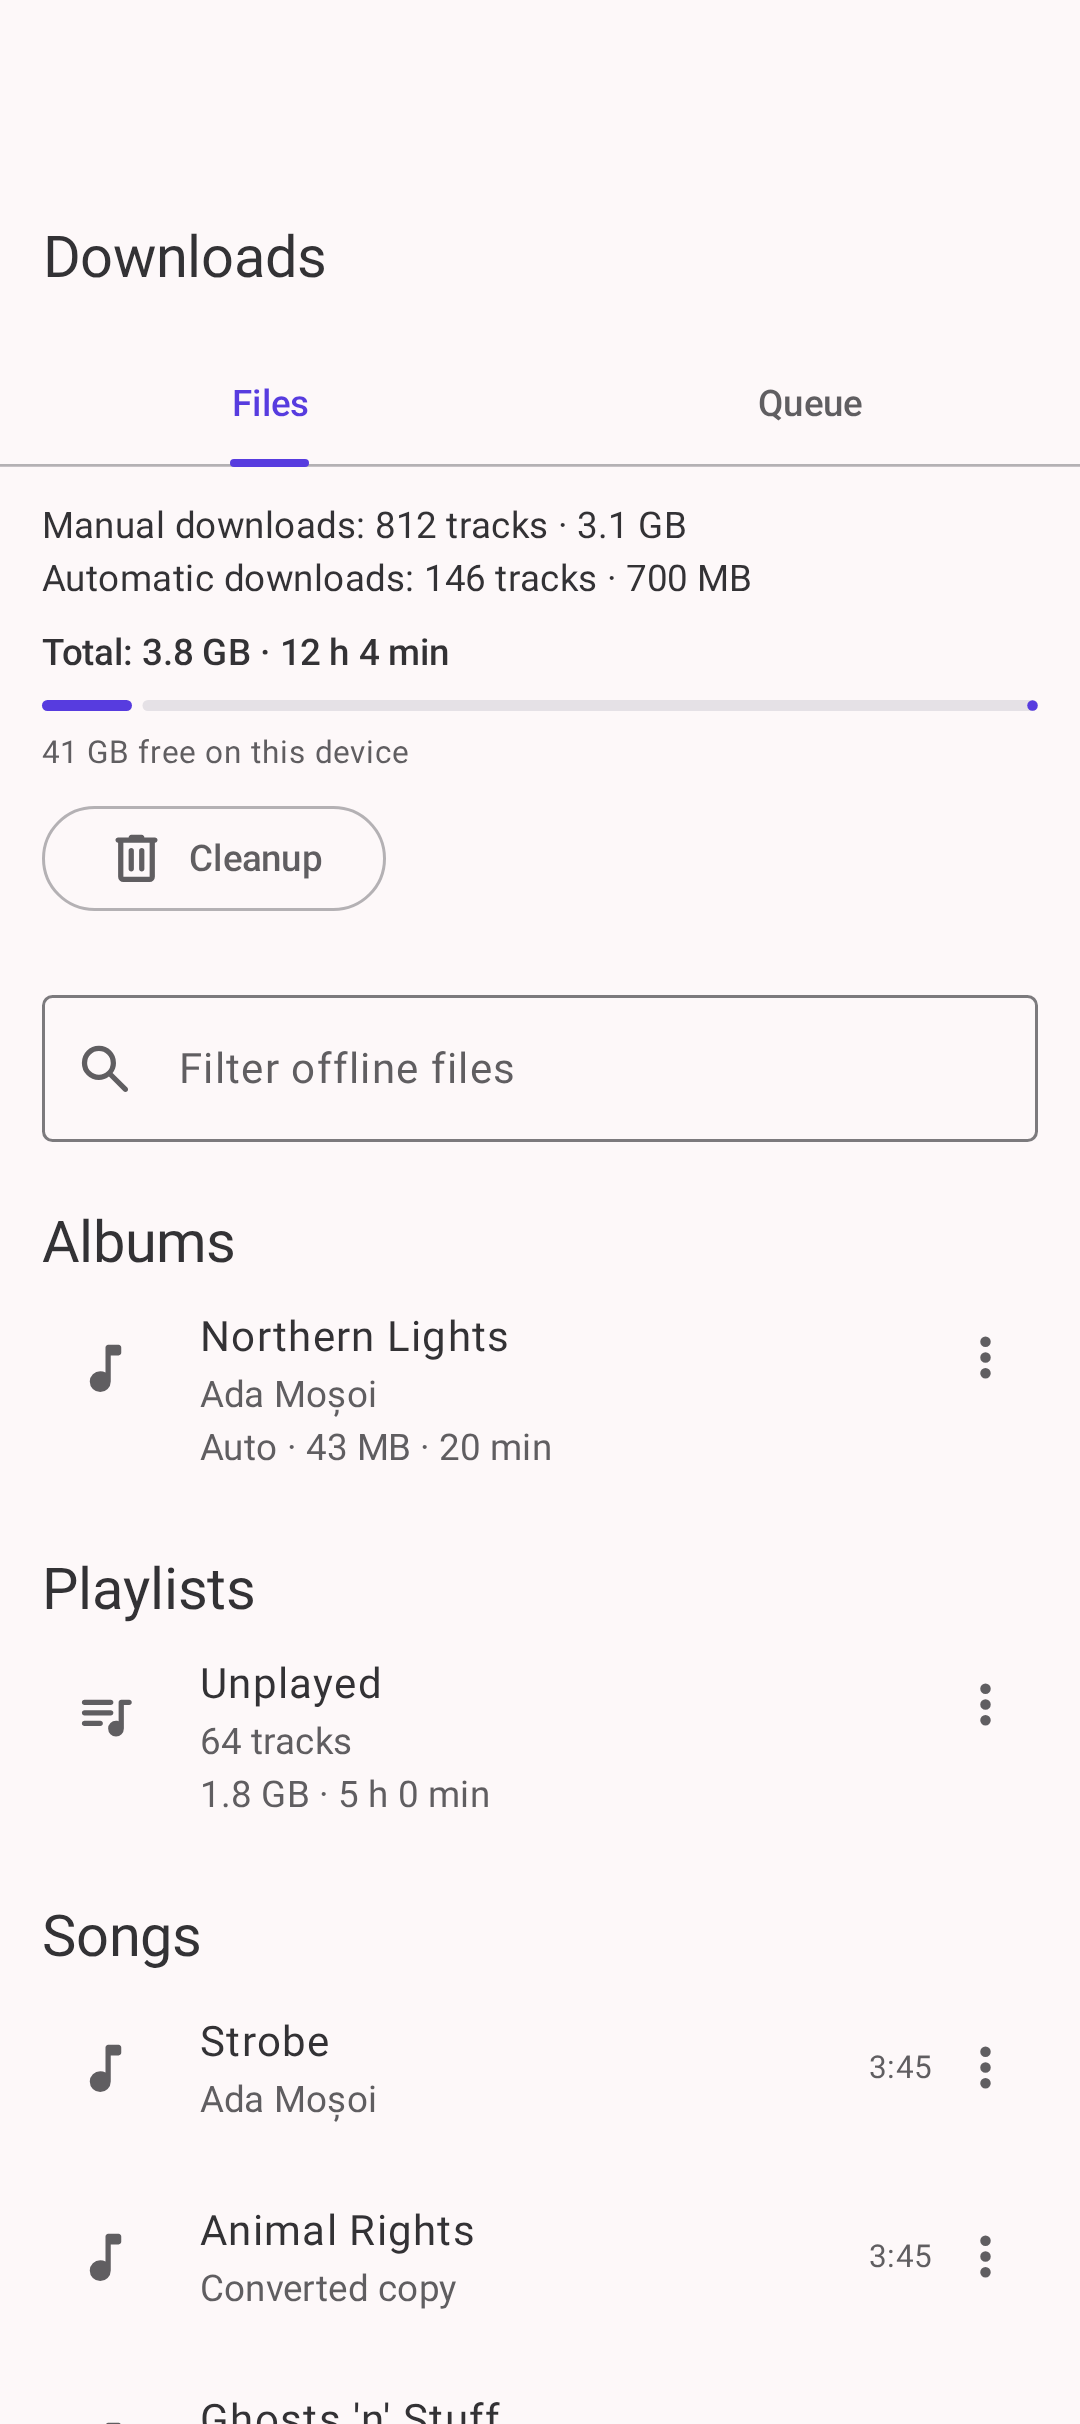 Downloads
Files
Queue
Manual downloads: 812 tracks · 3.1 GB
Automatic downloads: 146 tracks · 700 MB
Total: 3.8 GB · 12 h 4 min
41 GB free on this device
Cleanup
Filter offline files
Albums
Northern Lights
Ada Moșoi
Auto · 43 MB · 20 min
Playlists
Unplayed
64 tracks
1.8 GB · 5 h 0 min
Songs
Strobe
3:45
Ada Moșoi
Animal Rights
3:45
Converted copy
Ghosts 'n' Stuff